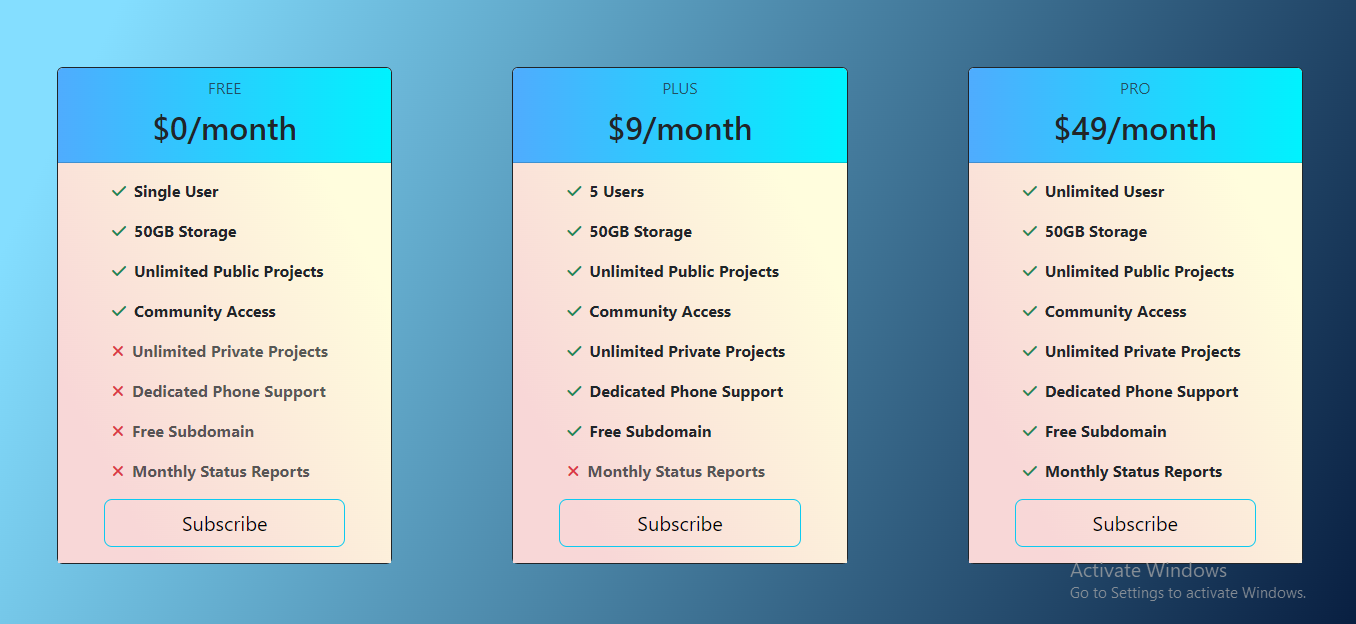 FREE
$0/month
Single User
50GB Storage
Unlimited Public Projects
Community Access
Unlimited Private Projects
Dedicated Phone Support
Free Subdomain
Monthly Status Reports
Subscribe
PLUS
$9/month
5 Users
50GB Storage
Unlimited Public Projects
Community Access
Unlimited Private Projects
Dedicated Phone Support
Free Subdomain
Monthly Status Reports
Subscribe
PRO
$49/month
Unlimited Usesr
50GB Storage
Unlimited Public Projects
Community Access
Unlimited Private Projects
Dedicated Phone Support
Free Subdomain
Monthly Status Reports
Subscribe
Activate Windows
Go to Settings to activate Windows.